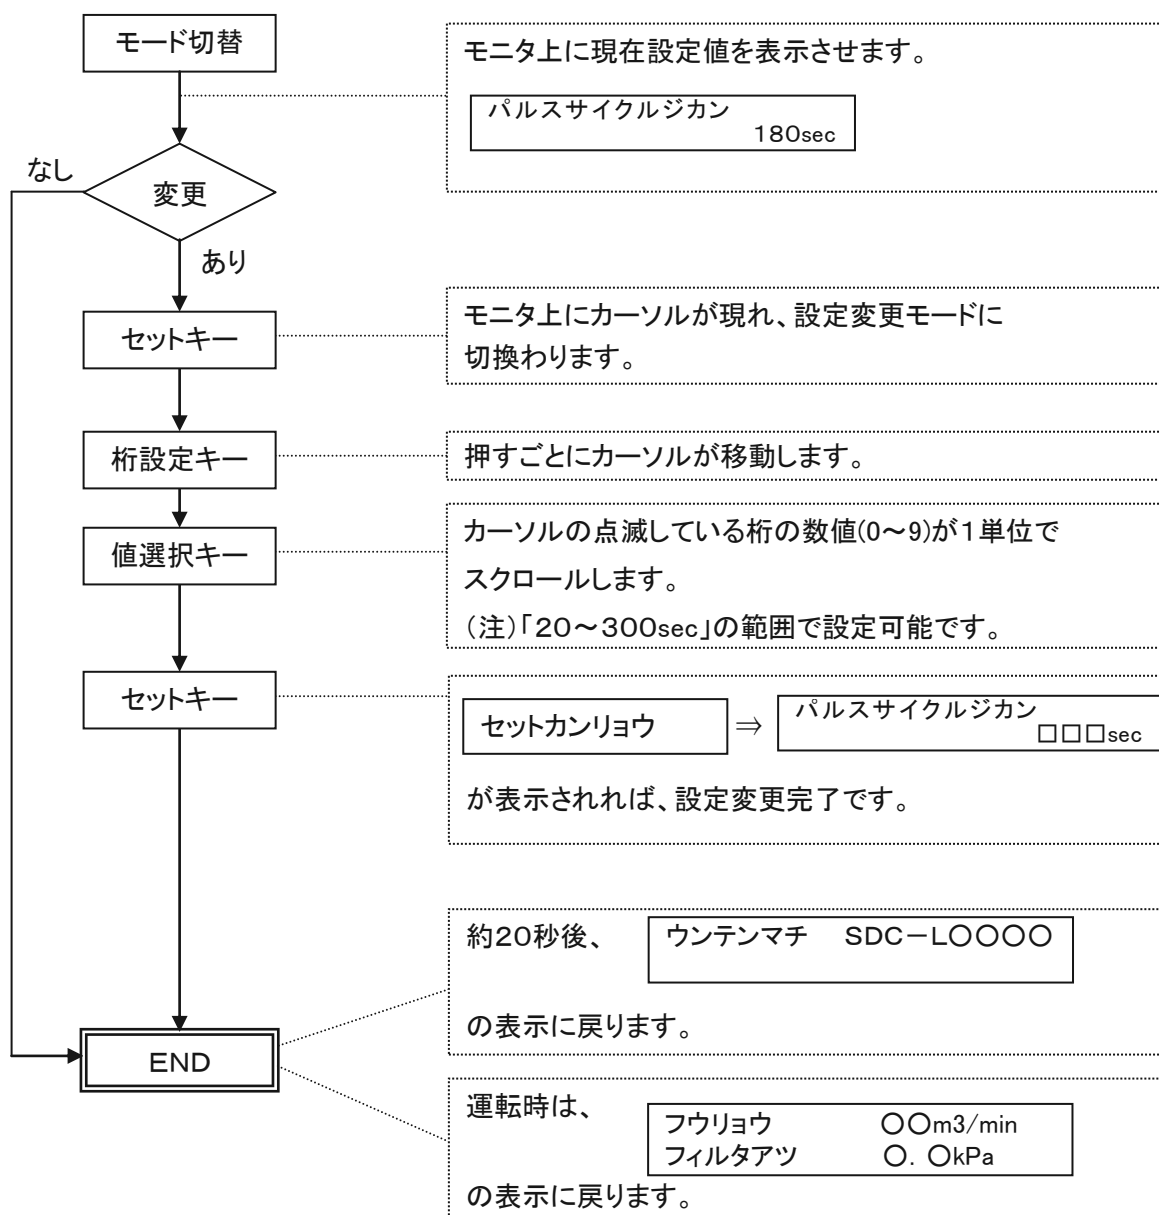 モード切替
モニタ上に現在設定値を表示させます。
パルスサイクルジカン
180sec
なし
変更
あり
セットキー
モニタ上にカーソルが現れ、設定変更モードに
切換わります。
桁設定キー
押すごとにカーソルが移動します。
値選択キー
カーソルの点滅している桁の数値(0～9)が１単位で
スクロールします。
（注）「２０～３００sec」の範囲で設定可能です。
セットキー
セットカンリョウ ⇒ パルスサイクルジカン
□□□sec
が表示されれば、設定変更完了です。
約２０秒後、 ウンテンマチ ＳＤＣ－Ｌ〇〇〇〇
の表示に戻ります。
ＥＮＤ
運転時は、
フウリョウ 〇〇m3/min
フィルタアツ 〇．〇kPa
の表示に戻ります。